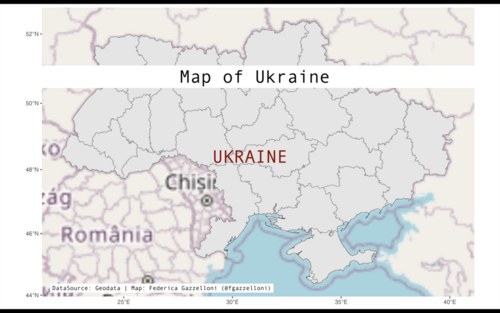 52°N
Map of Ukraine
50°N
UKRAINE
48°N
Chiși
România
46°N
44°N
DataSource: Geodata | Map: Federica Gazzelloni (@fgazzelloni)
25°E
30°E
35°E
40°E